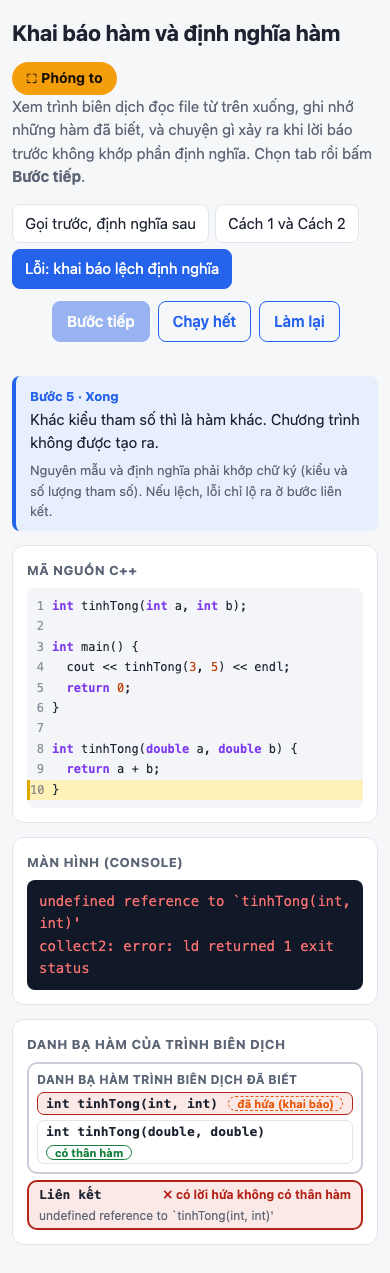 Khai báo hàm và định nghĩa hàm
⛶ Phóng to
Xem trình biên dịch đọc file từ trên xuống, ghi nhớ
những hàm đã biết, và chuyện gì xảy ra khi lời báo
trước không khớp phần định nghĩa. Chọn tab rồi bấm
Bước tiếp.
Gọi trước, định nghĩa sau
Cách 1 và Cách 2
Lỗi: khai báo lệch định nghĩa
Bước tiếp
Chạy hết
Làm lại
Bước 5 · Xong
Khác kiểu tham số thì là hàm khác. Chương trình
không được tạo ra.
Nguyên mẫu và định nghĩa phải khớp chữ ký (kiểu và
số lượng tham số). Nếu lệch, lỗi chỉ lộ ra ở bước liên
kết.
MÃ NGUỒN C++
1 int tinhTong(int a, int b);
2
3 int main() {
4   cout << tinhTong(3, 5) << endl;
5   return 0;
6 }
7
8 int tinhTong(double a, double b) {
9   return a + b;
10 }
MÀN HÌNH (CONSOLE)
undefined reference to `tinhTong(int,
int)'
collect2: error: ld returned 1 exit
status
DANH BẠ HÀM CỦA TRÌNH BIÊN DỊCH
DANH BẠ HÀM TRÌNH BIÊN DỊCH ĐÃ BIẾT
int tinhTong(int, int) đã hứa (khai báo)
int tinhTong(double, double)
có thân hàm
Liên kết ✕ có lời hứa không có thân hàm
undefined reference to `tinhTong(int, int)'